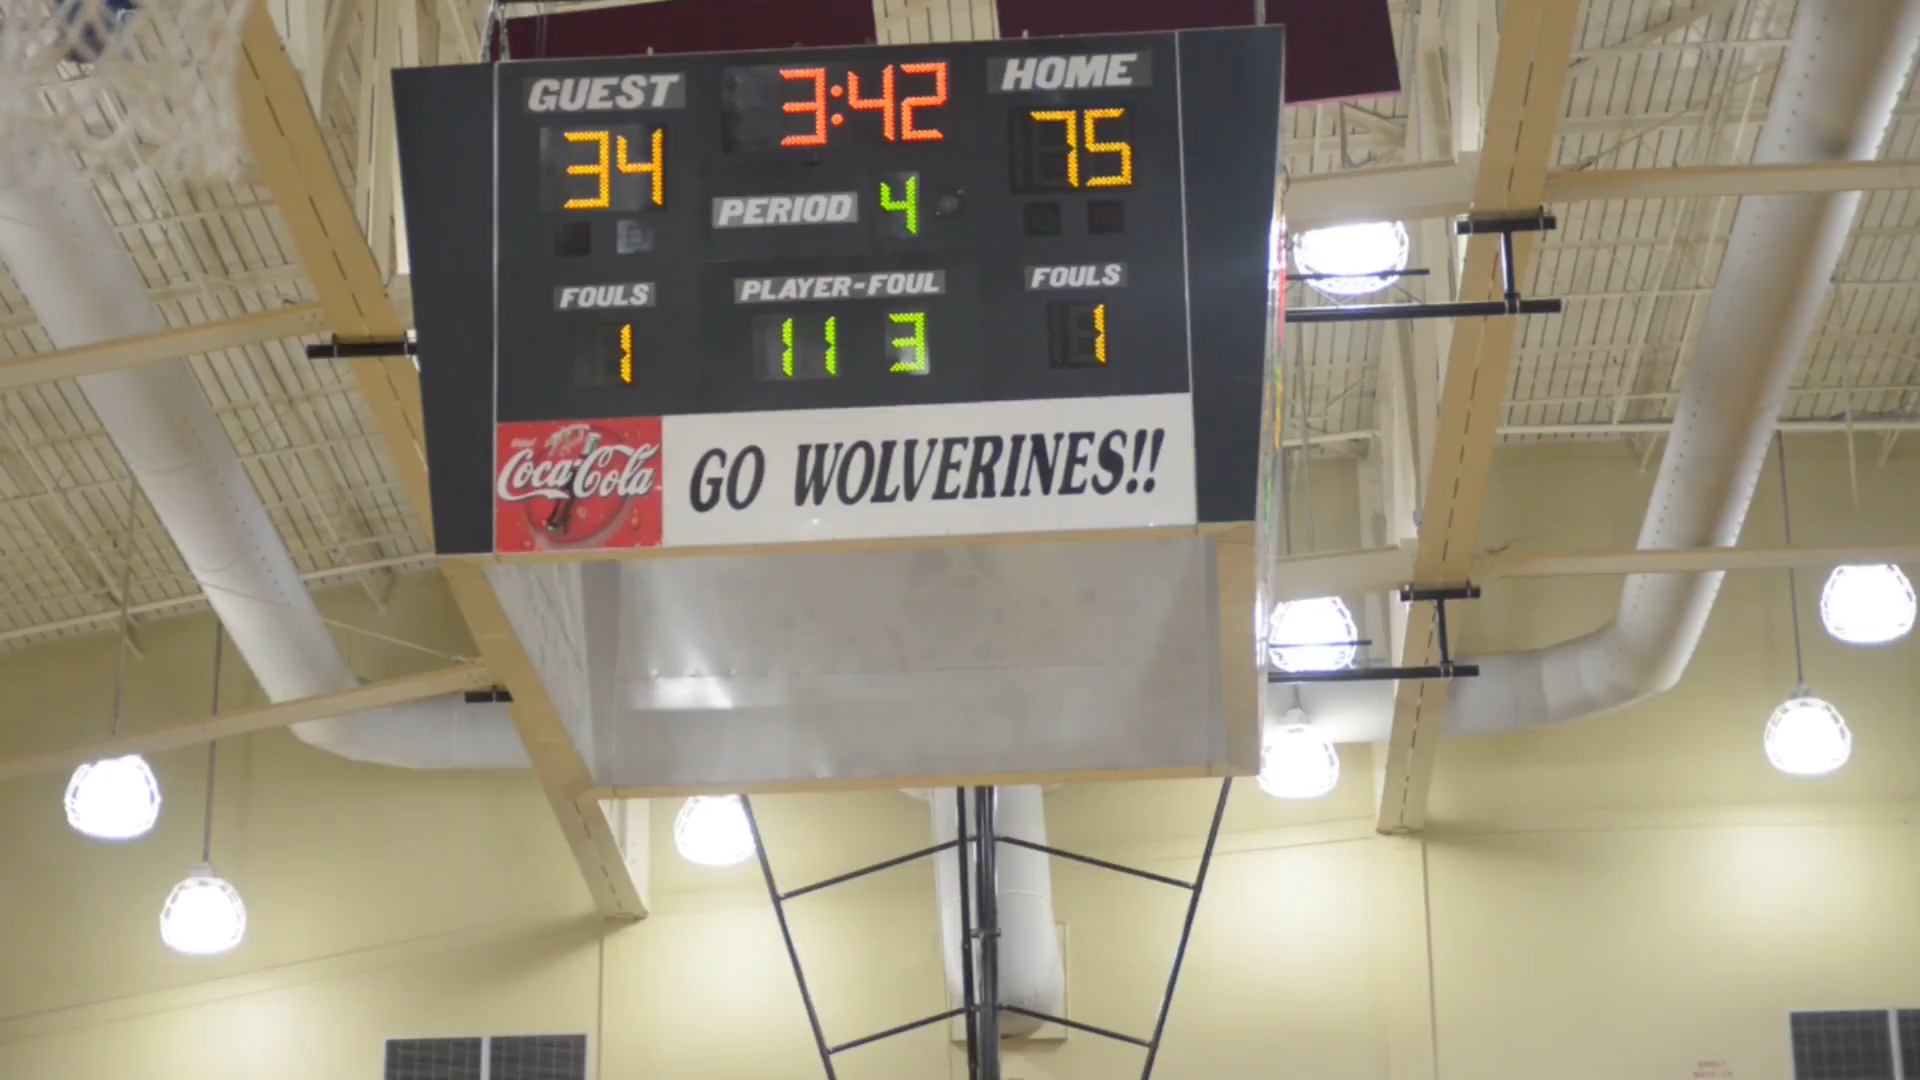 GUEST 3:42 HOME
34 75
PERIOD 4
FOULS PLAYER-FOUL FOULS
1 11 3 1
Coca-Cola GO WOLVERINES!!